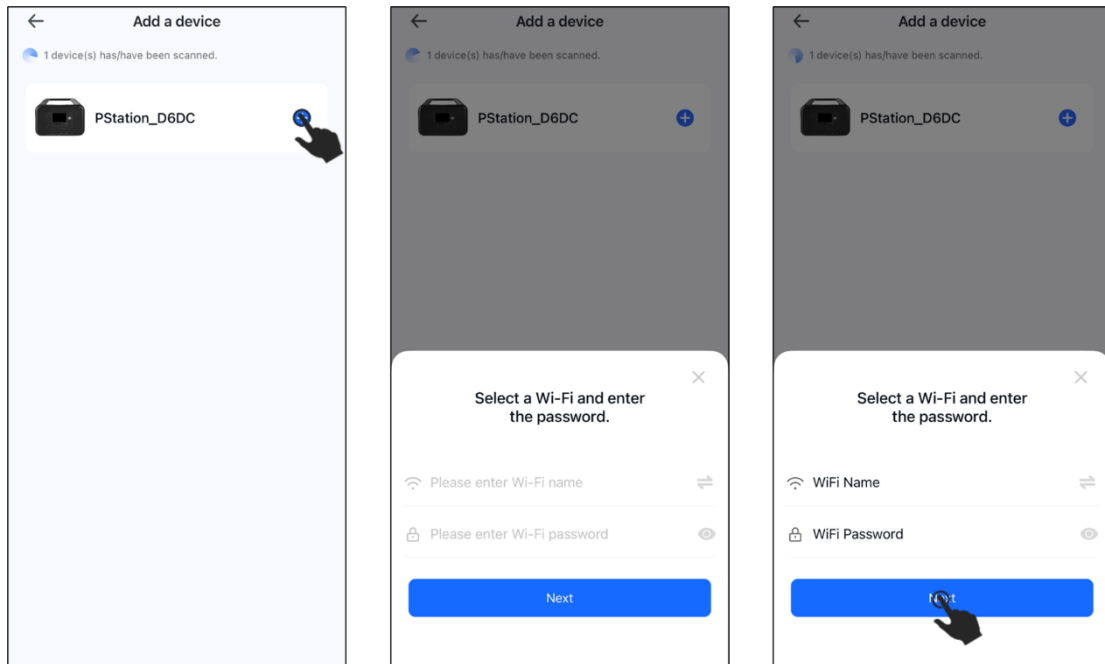 Add a device
1 device(s) has/have been scanned.
PStation_D6DC
Add a device
1 device(s) has/have been scanned.
PStation_D6DC
Select a Wi-Fi and enter
the password.
Please enter Wi-Fi name
Please enter Wi-Fi password
Next
Add a device
1 device(s) has/have been scanned.
PStation_D6DC
Select a Wi-Fi and enter
the password.
WiFi Name
WiFi Password
Next